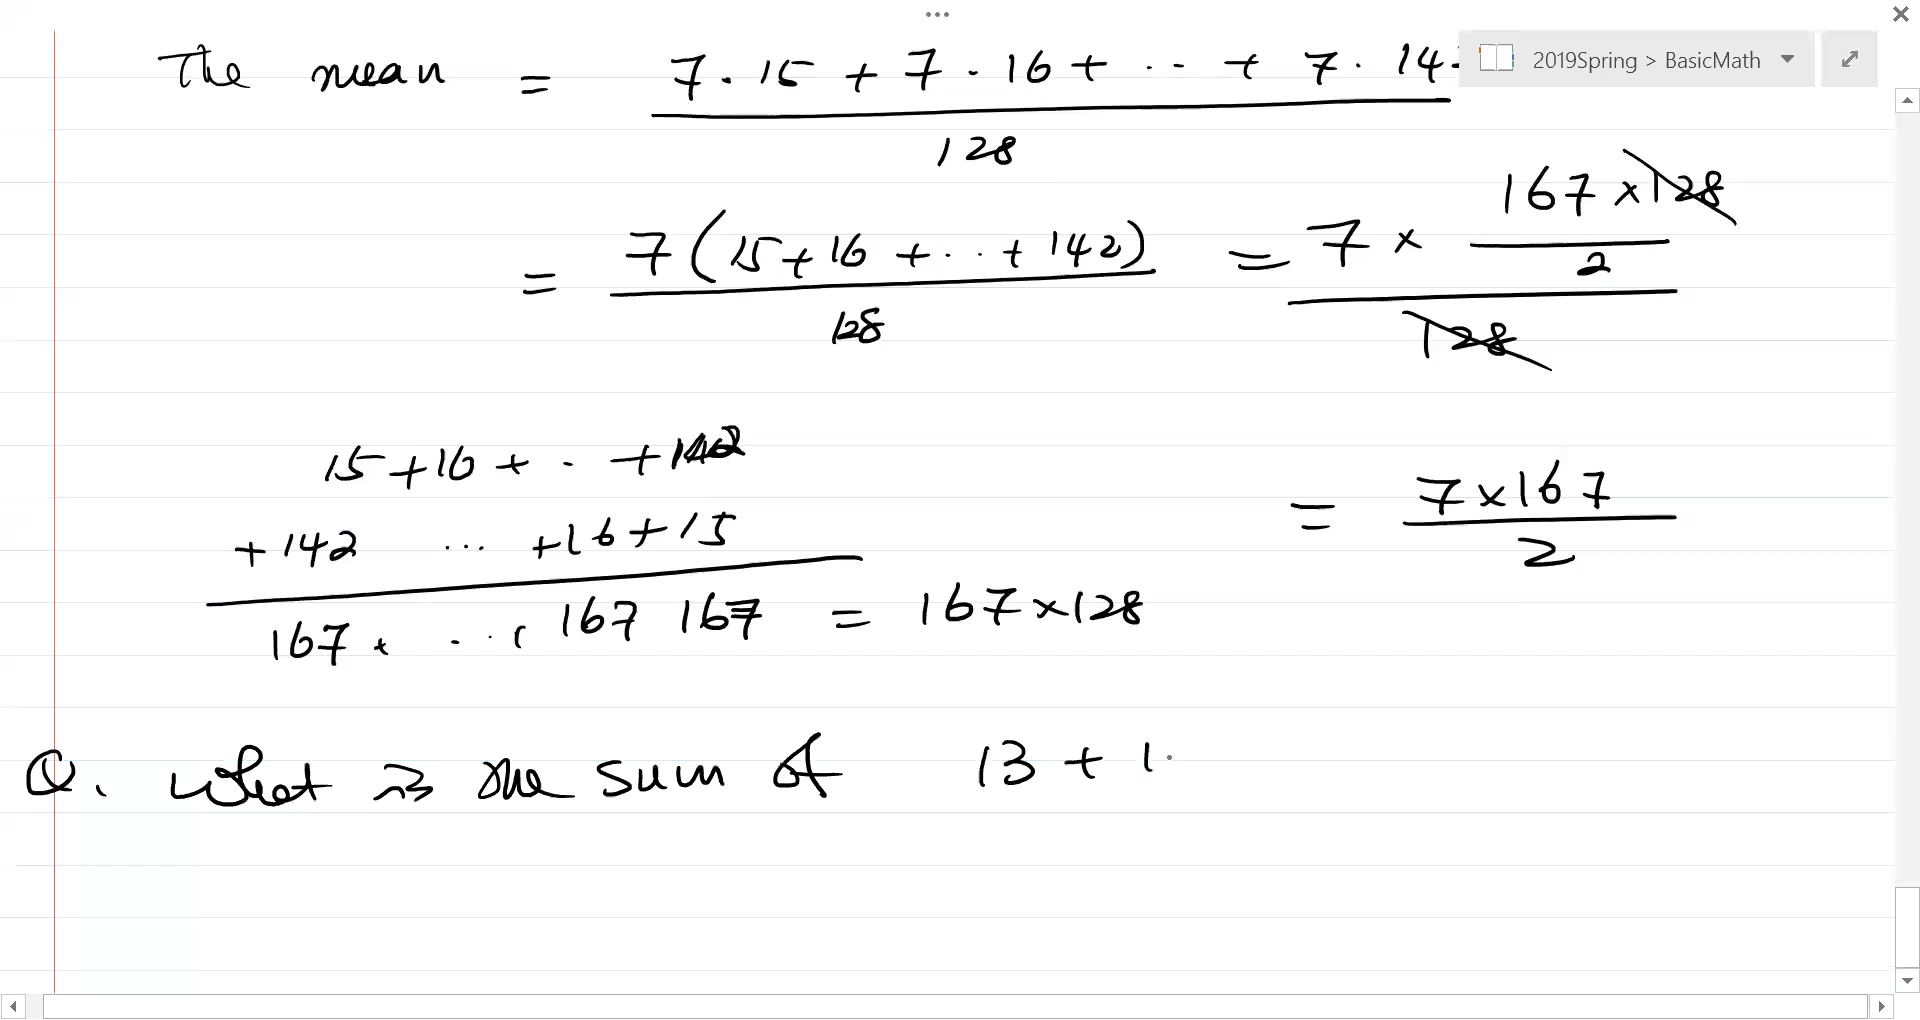 The mean = 7 · 15 + 7 · 16 + ·· + 7 · 14
2019Spring > BasicMath
128
= 7 (15 + 16 + ·· + 142) = 7 × 167 × 128
2
128
128
15 + 16 + · · + 142
+ 142 ... + 16 + 15 = 7 × 167
2
167 + ... 167 167 = 167 × 128
Q. What is the sum of 13 + 1